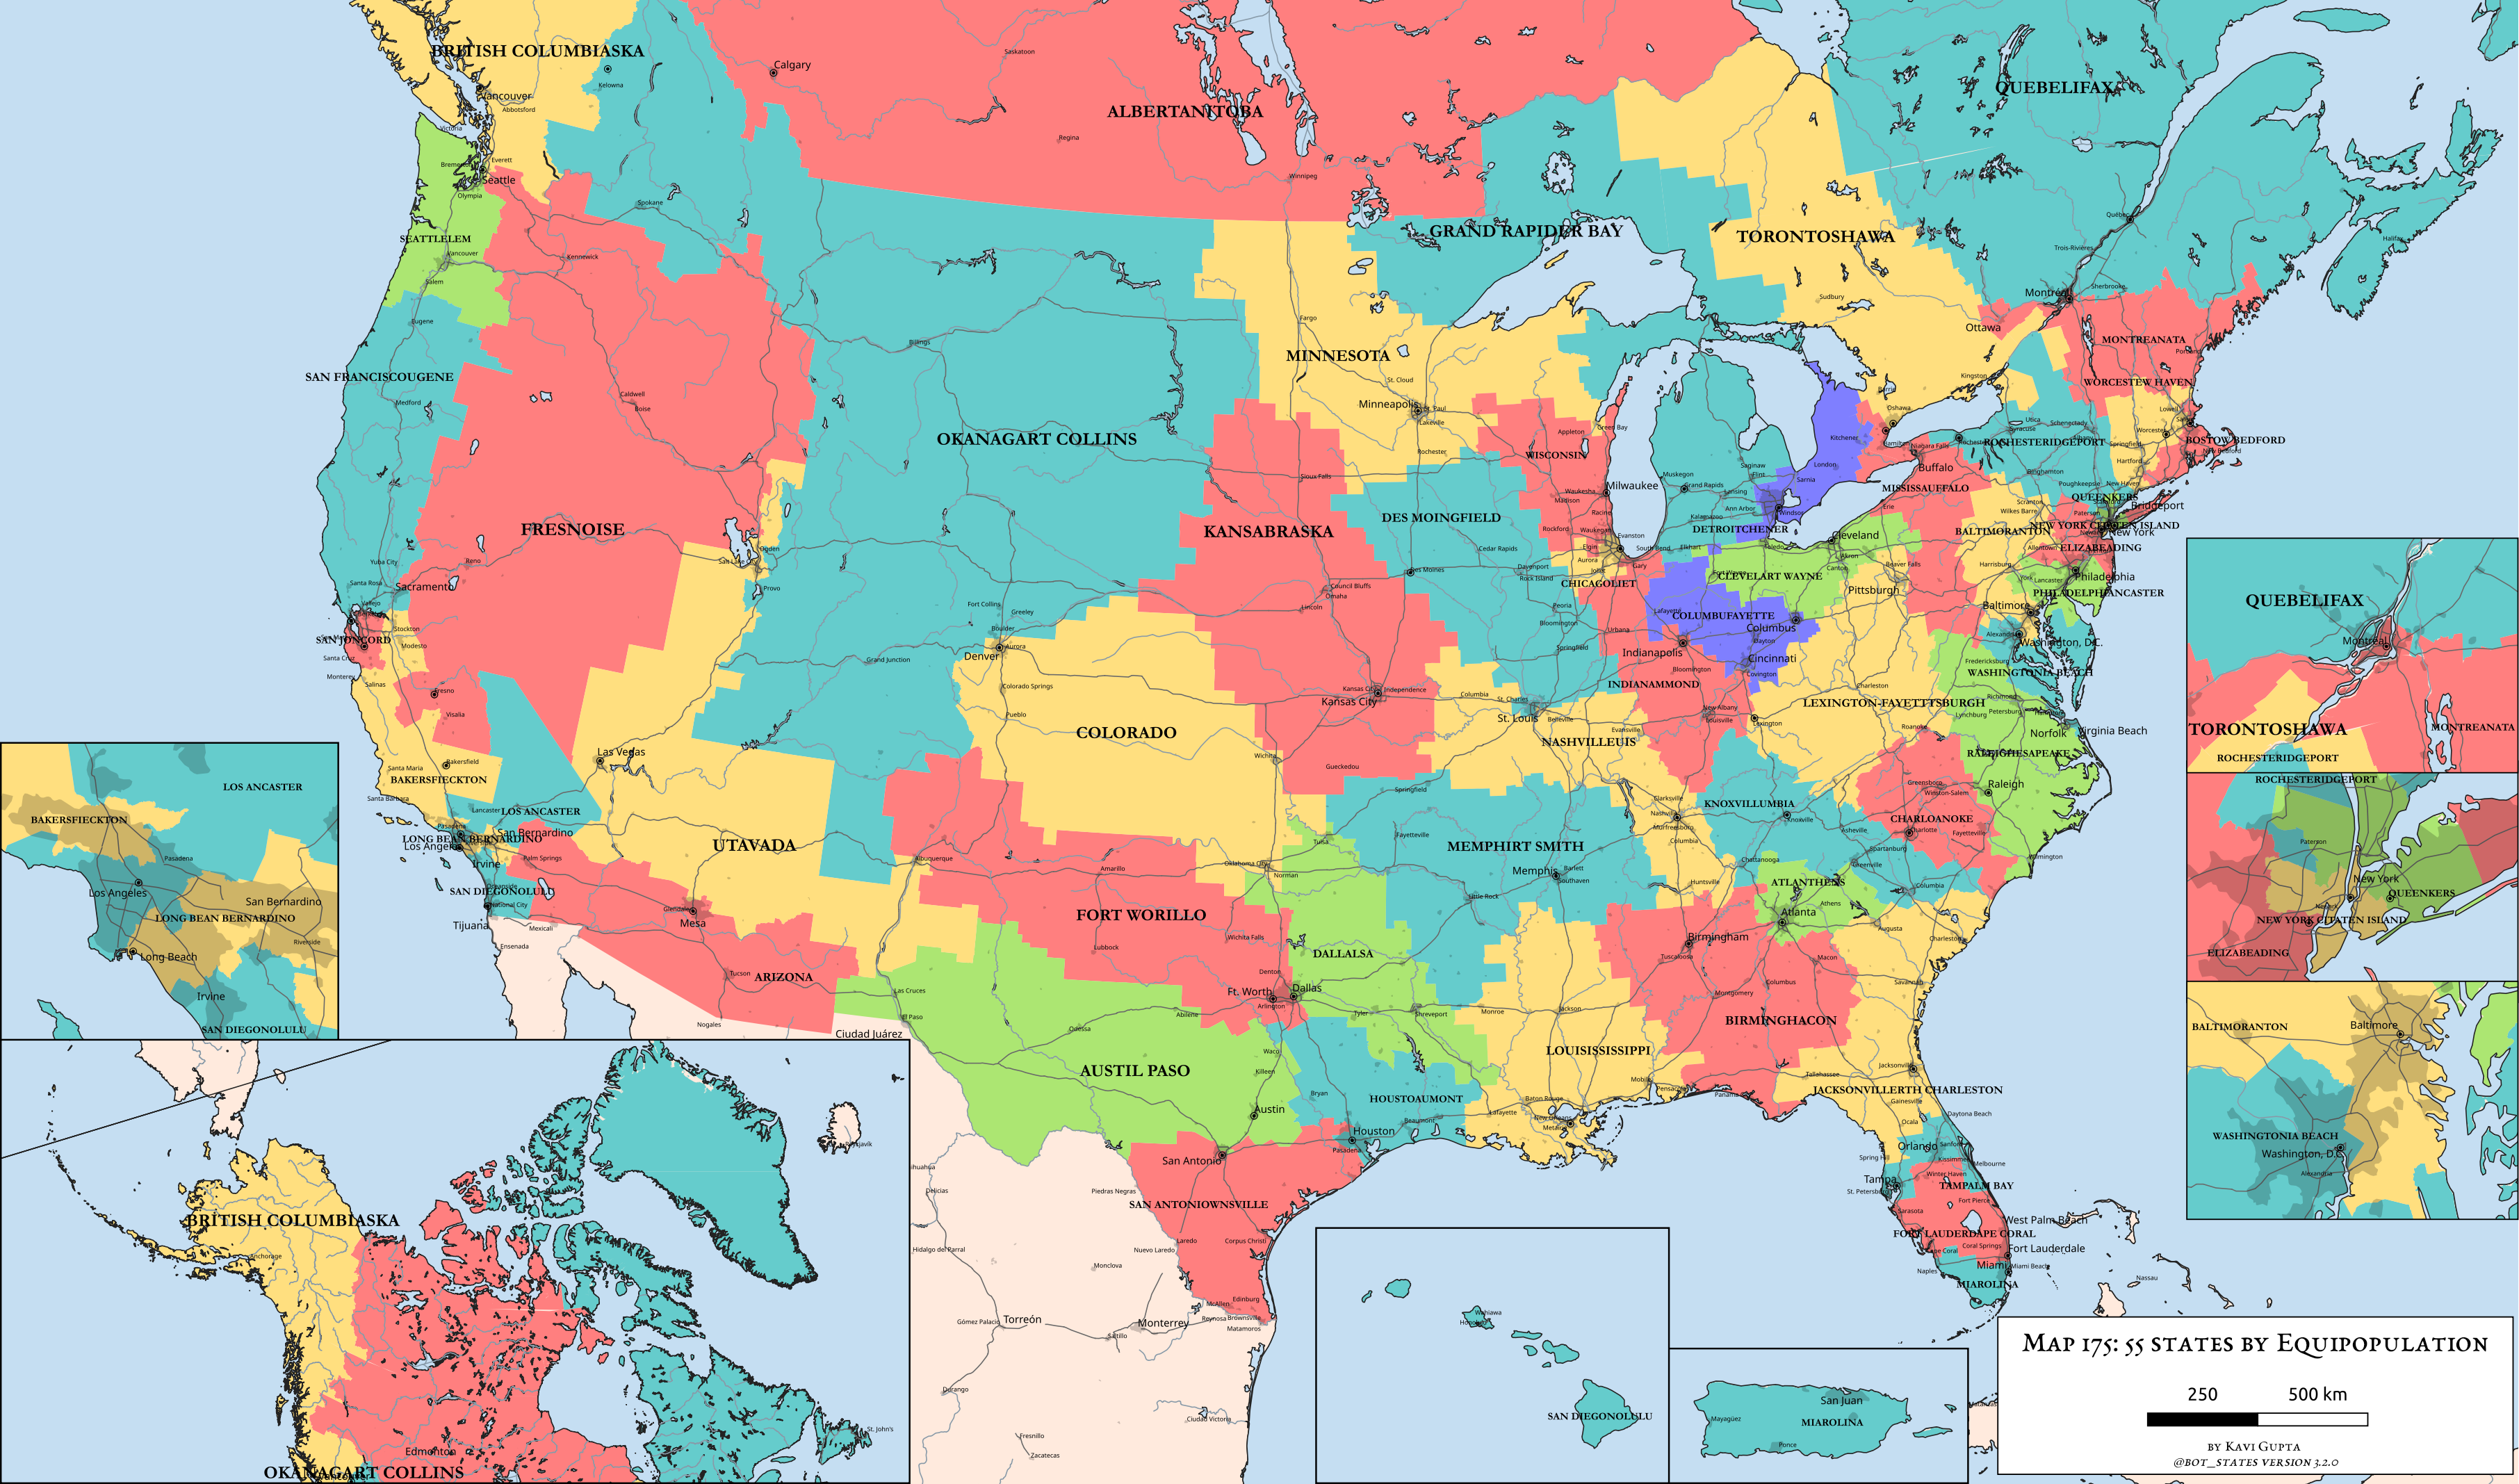 BRITISH COLUMBIASKA
Saskatoon
Calgary
Kelowna
QUEBELIFAX
Vancouver
Abbotsford
ALBERTANITOBA
Victoria
Regina
Everett
Seattle
Winnipeg
Olympia
Spokane
Québec
GRAND RAPIDER BAY
TORONTOSHAWA
SEATTLELEM
Halifax
Trois-Rivières
Vancouver
Kennewick
Salem
Sherbrooke
Montréal
Sudbury
Eugene
Fargo
Ottawa
Billings
MONTREANATA
MINNESOTA
SAN FRANCISCOUGENE
St. Cloud
Kingston
WORCESTEW HAVEN
Caldwell
Boise
Medford
Minneapolis
St. Paul
Lakeville
Oshawa
Lowell
Utica
Schenectady
Green Bay
Appleton
Kitchener
Hamilton
Niagara Falls
Rochester
Syracuse
Albany
Worcester
OKANAGART COLLINS
ROCHESTERIDGEPORT
Springfield
BOSTOW BEDFORD
New Bedford
WISCONSIN
Rochester
London
Buffalo
Hartford
Saginaw
Flint
Binghamton
Muskegon
Sioux Falls
Grand Rapids
Lansing
Sarnia
Poughkeepsie
New Haven
Milwaukee
Waukesha
Madison
MISSISSAUFFALO
QUEENKERS
Scranton
Bridgeport
Racine
Ann Arbor
Windsor
Erie
Wilkes Barre
Paterson
DES MOINGFIELD
Kalamazoo
FRESNOISE
KANSABRASKA
Rockford
Waukegan
DETROITCHENER
BALTIMORANTON
NEW YORK CITATEN ISLAND
New York
Evanston
Cleveland
Elgin
South Bend
Elkhart
Toledo
Allentown
ELIZABEADING
Ogden
Cedar Rapids
Akron
Yuba City
Reno
Aurora
Joliet
Gary
Canton
Beaver Falls
Harrisburg
Des Moines
Davenport
Rock Island
CLEVELART WAYNE
York
Lancaster
Philadelphia
Santa Rosa
Sacramento
Provo
Council Bluffs
Omaha
CHICAGOLIET
Pittsburgh
PHILADELPHANCASTER
Vallejo
Fort Collins
Greeley
Lincoln
Peoria
Lafayette
COLUMBUFAYETTE
Baltimore
Boulder
Bloomington
Urbana
Columbus
Stockton
Alexandria
Washington, D.C.
SAN JONCORD
Modesto
Denver
Aurora
Springfield
Indianapolis
Dayton
Cincinnati
Santa Cruz
Grand Junction
Fredericksburg
Monterey
Bloomington
Covington
WASHINGTONIA BEACH
Salinas
Fresno
Colorado Springs
Kansas City
Independence
Columbia
INDIANAMMOND
Charleston
Kansas City
St. Charles
LEXINGTON-FAYETTSBURGH
Richmond
Visalia
Pueblo
St. Louis
Belleville
New Albany
Louisville
Lexington
Lynchburg
Petersburg
COLORADO
Evansville
Roanoke
Norfolk
Virginia Beach
NASHVILLEUIS
Las Vegas
Wichita
Gueckedou
RALEIGHESAPEAKE
Santa Maria
Bakersfield
BAKERSFIECKTON
Springfield
Greensboro
Winston-Salem
Raleigh
Santa Barbara
Lancaster
LOS ANCASTER
Clarksville
KNOXVILLUMBIA
Nashville
Murfreesboro
Knoxville
CHARLOANOKE
Pasadena
San Bernardino
LONG BEAN BERNARDINO
Los Angeles
Fayetteville
Tulsa
Columbia
Asheville
Charlotte
Fayetteville
UTAVADA
MEMPHIRT SMITH
Spartanburg
Irvine
Palm Springs
Albuquerque
Amarillo
Oklahoma City
Norman
Memphis
Bartlett
Southaven
Chattanooga
Greenville
Wilmington
Oceanside
SAN DIEGONOLULU
National City
Huntsville
ATLANTHENS
Columbia
Little Rock
Athens
Glendale
Mesa
FORT WORILLO
Atlanta
Tijuana
Mexicali
Wichita Falls
Birmingham
Augusta
Charleston
Ensenada
Lubbock
DALLALSA
Tuscaloosa
Macon
Tucson
ARIZONA
Denton
Columbus
Savannah
Las Cruces
Ft. Worth
Dallas
Arlington
Montgomery
El Paso
Abilene
Tyler
Shreveport
Monroe
Jackson
BIRMINGHACON
Nogales
Ciudad Juárez
Odessa
Waco
LOUISISSISSIPPI
AUSTIL PASO
Killeen
Mobile
Pensacola
Tallahassee
Jacksonville
Panama
JACKSONVILLERTH CHARLESTON
Bryan
HOUSTOAUMONT
Baton Rouge
Gainesville
Austin
Beaumont
Lafayette
New Orleans
Metairie
Ocala
Daytona Beach
Houston
Pasadena
Orlando
Sanford
San Antonio
Spring Hill
Kissimmee
Melbourne
Winter Haven
Tampa
St. Petersburg
TAMPALM BAY
Delicias
Piedras Negras
SAN ANTONIOWNSVILLE
Fort Pierce
Sarasota
West Palm Beach
Hidalgo del Parral
Nuevo Laredo
Laredo
Corpus Christi
FORT LAUDERDAPE CORAL
Cape Coral
Coral Springs
Fort Lauderdale
Monclova
Naples
Miami
Miami Beach
MIAROLINA
Nassau
McAllen
Edinburg
Reynosa
Brownsville
Matamoros
Gómez Palacio
Torreón
Monterrey
Saltillo
Durango
Ciudad Victoria
Fresnillo
Zacatecas
LOS ANCASTER
BAKERSFIECKTON
Pasadena
Los Angeles
San Bernardino
LONG BEAN BERNARDINO
Riverside
Long Beach
Irvine
SAN DIEGONOLULU
Reykjavík
BRITISH COLUMBIASKA
Anchorage
Edmonton
St. John's
OKANAGART COLLINS
Wahiawa
Honolulu
SAN DIEGONOLULU
San Juan
Mayagüez
MIAROLINA
Ponce
QUEBELIFAX
Montréal
TORONTOSHAWA
MONTREANATA
ROCHESTERIDGEPORT
ROCHESTERIDGEPORT
Paterson
New York
QUEENKERS
Newark
NEW YORK CITATEN ISLAND
ELIZABEADING
BALTIMORANTON
Baltimore
WASHINGTONIA BEACH
Washington, D.C.
Alexandria
Map 175: 55 states by Equipopulation
250 500 km
by Kavi Gupta
@bot_states version 3.2.0